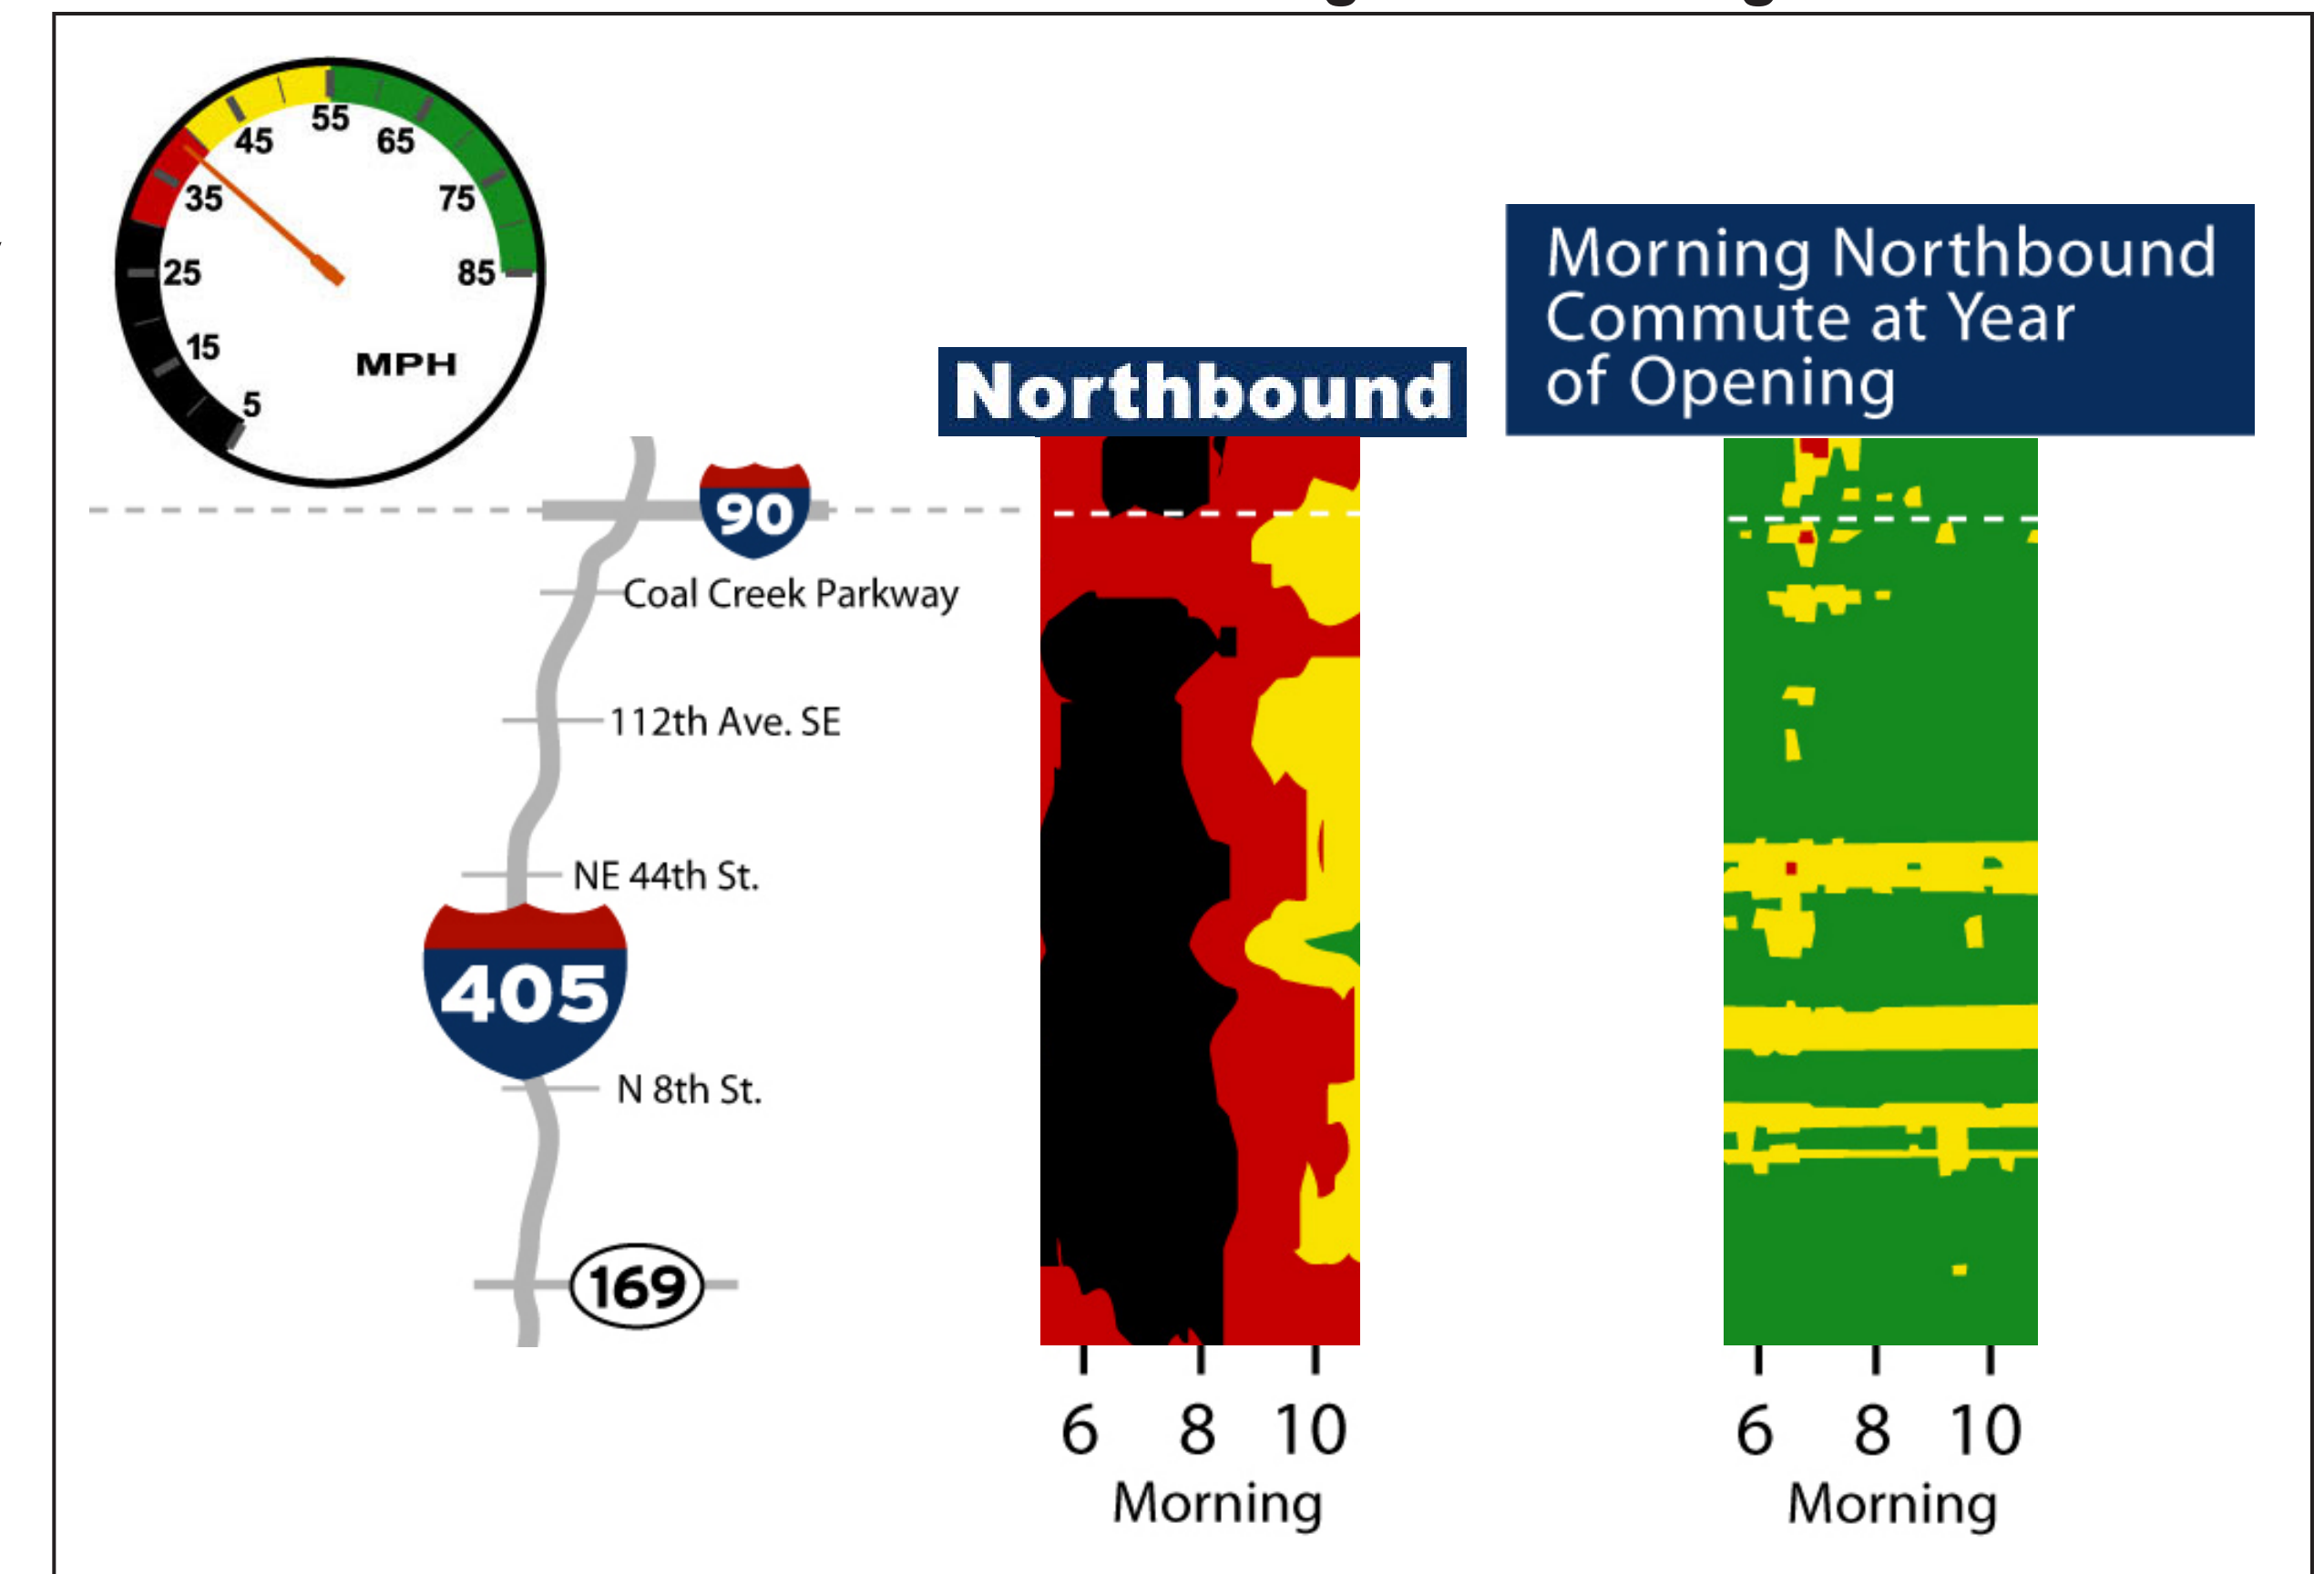 45
55
65
35
75
25
85
15
MPH
5
Morning Northbound
Commute at Year
of Opening
Northbound
90
Coal Creek Parkway
112th Ave. SE
NE 44th St.
405
N 8th St.
169
6 8 10
Morning
6 8 10
Morning